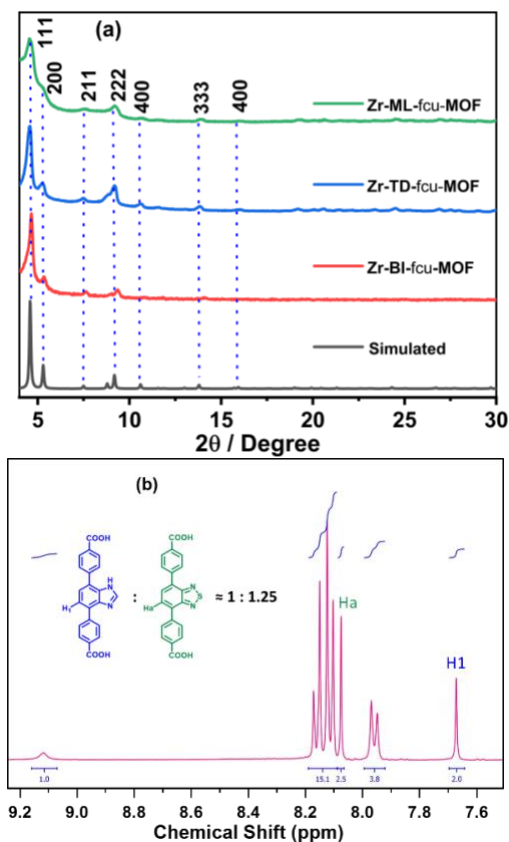 (a)
111
200
211
222
400
333
400
Zr-ML-fcu-MOF
Zr-TD-fcu-MOF
Zr-BI-fcu-MOF
Simulated
5 10 15 20 25 30
2θ / Degree
(b)
COOH COOH
H N
N
N S N
H₁ : Ha ≈ 1 : 1.25
COOH COOH
Ha
H1
1.0 15.1 2.5 3.8 2.0
9.2 9.0 8.8 8.6 8.4 8.2 8.0 7.8 7.6
Chemical Shift (ppm)